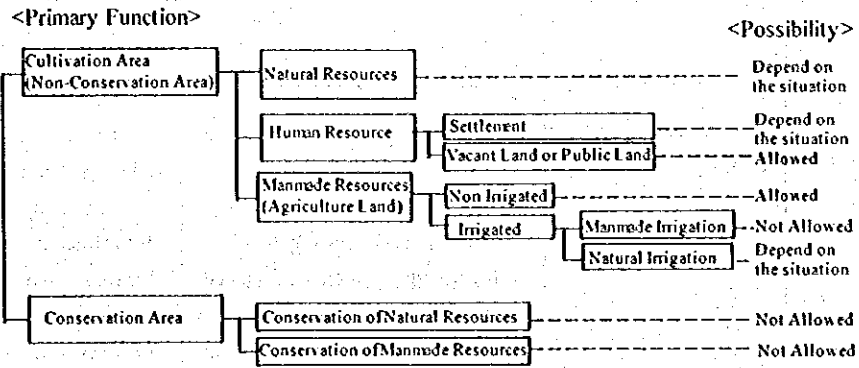 <Primary Function>
<Possibility>
Cultivation Area
(Non-Conservation Area)
Natural Resources
Depend on
the situation
Human Resource
Settlement
Depend on
the situation
Vacant Land or Public Land
Allowed
Manmade Resources
(Agriculture Land)
Non Irrigated
Allowed
Irrigated
Manmade Irrigation
Not Allowed
Natural Irrigation
Depend on
the situation
Conservation Area
Conservation of Natural Resources
Not Allowed
Conservation of Manmade Resources
Not Allowed